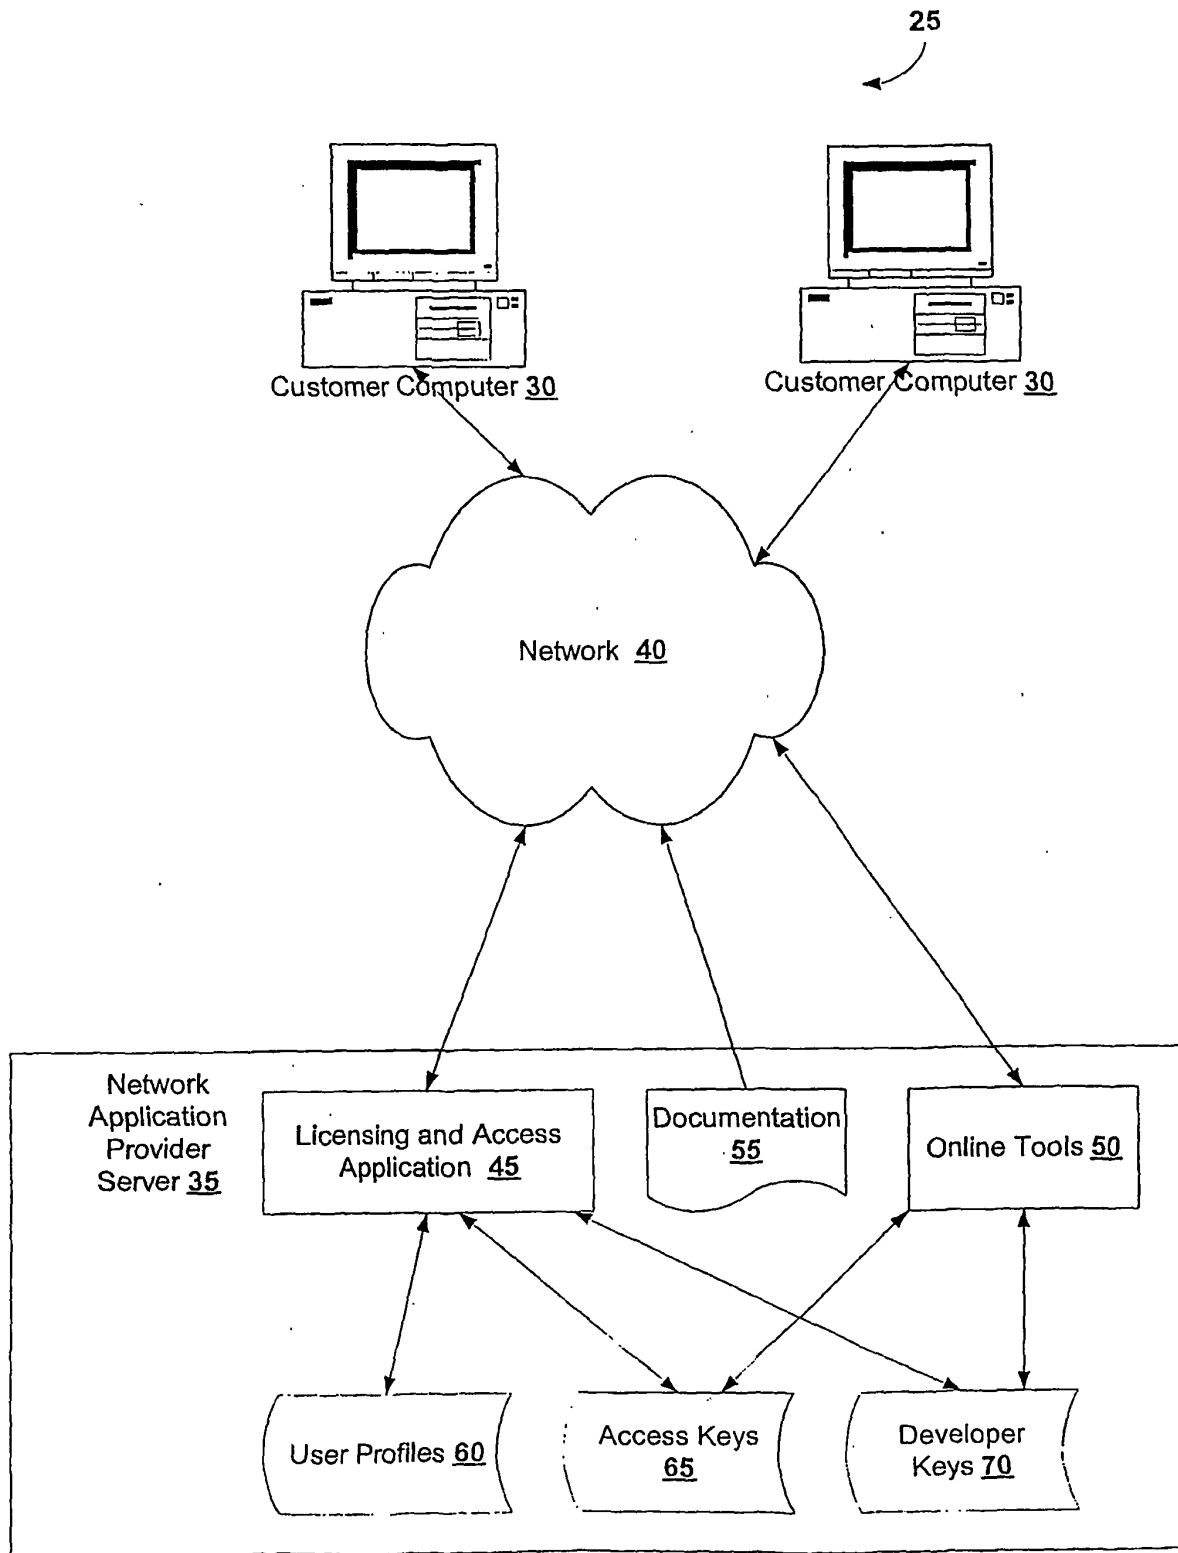 25
Customer Computer 30
Customer Computer 30
Network 40
Network
Application
Provider
Server 35
Licensing and Access
Application 45
Documentation
55
Online Tools 50
User Profiles 60
Access Keys
65
Developer
Keys 70